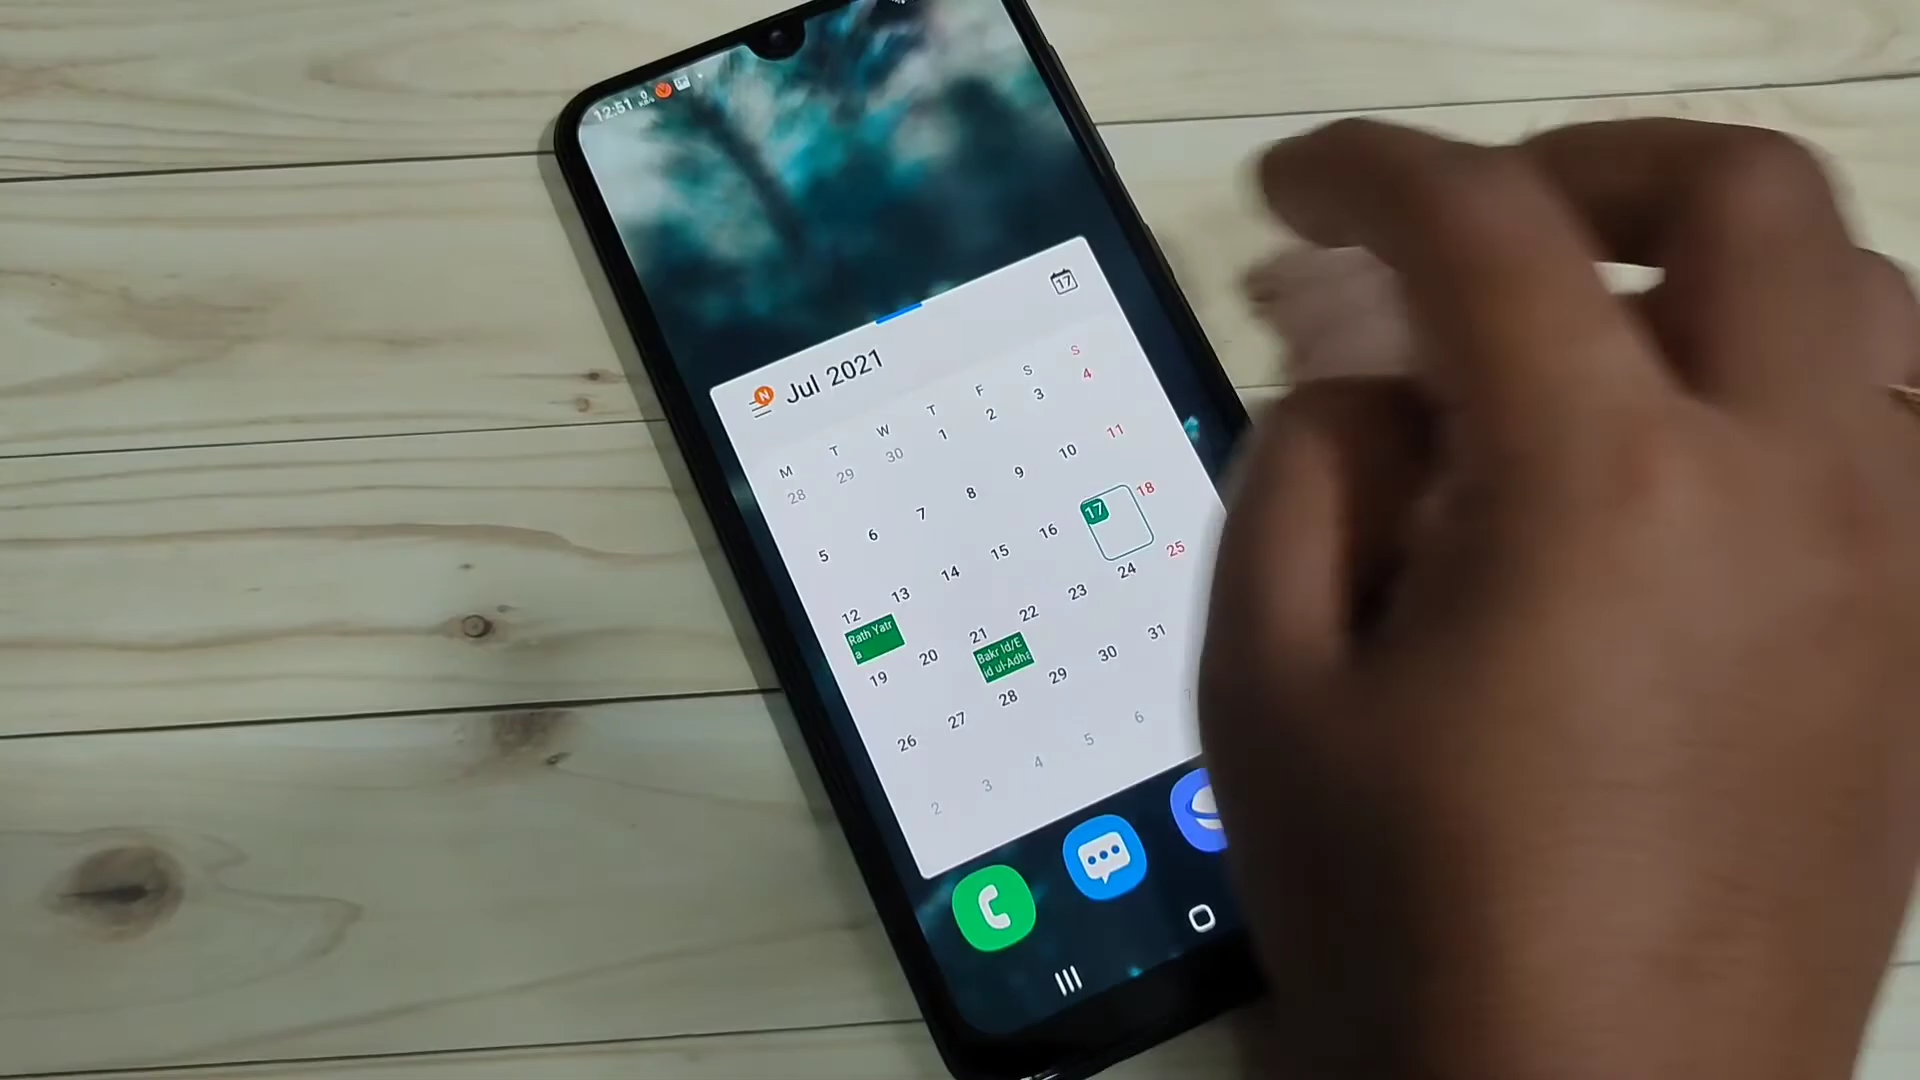 12:51
17
N
Jul 2021
M T W T F S S
28 29 30 1 2 3 4
5 6 7 8 9 10 11
12 13 14 15 16 17 18
Rath Yatr
a
19 20 21 22 23 24 25
Bakr Id/E
id ul-Adha
26 27 28 29 30 31
2 3 4 5 6 7